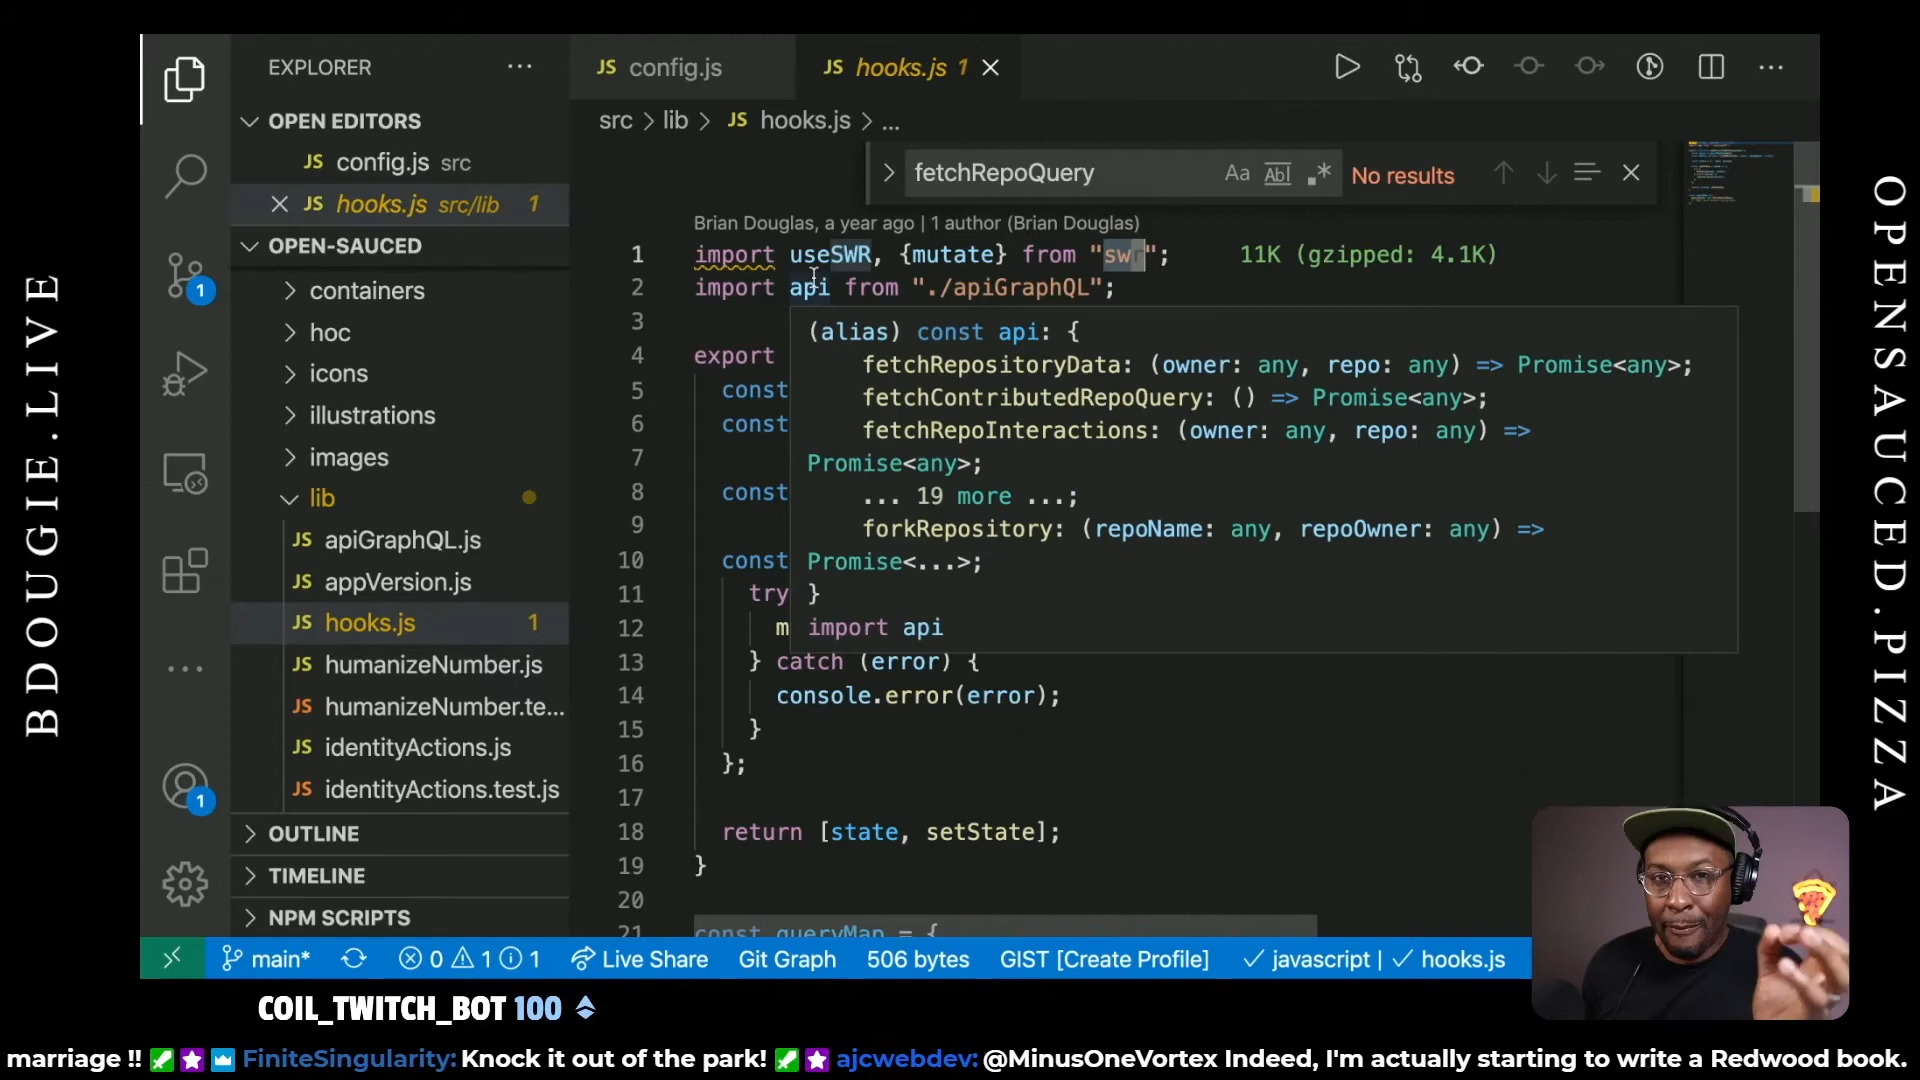 BDOUGIE.LIVE
EXPLORER
OPEN EDITORS
JS config.js src
JS hooks.js src/lib 1
OPEN-SAUCED
containers
hoc
icons
illustrations
images
lib
JS apiGraphQL.js
JS appVersion.js
JS hooks.js 1
JS humanizeNumber.js
JS humanizeNumber.te...
JS identityActions.js
JS identityActions.test.js
OUTLINE
TIMELINE
NPM SCRIPTS
1
1
JS config.js
JS hooks.js 1
src > lib > JS hooks.js > ...
fetchRepoQuery Aa Abl .* No results
Brian Douglas, a year ago | 1 author (Brian Douglas)
1 import useSWR, {mutate} from "swr"; 11K (gzipped: 4.1K)
2 import api from "./apiGraphQL";
3
4 export
5 const
6 const
7
8 const
9
10 const
11 try
12 m
13 } catch (error) {
14 console.error(error);
15 }
16 };
17
18 return [state, setState];
19 }
20
21 const queryMap = {
(alias) const api: {
fetchRepositoryData: (owner: any, repo: any) => Promise<any>;
fetchContributedRepoQuery: () => Promise<any>;
fetchRepoInteractions: (owner: any, repo: any) =>
Promise<any>;
... 19 more ...;
forkRepository: (repoName: any, repoOwner: any) =>
Promise<...>;
}
import api
main* 0 1 1 Live Share Git Graph 506 bytes GIST [Create Profile] ✓ javascript | ✓ hooks.js
OPENSAUCED.PIZZA
COIL_TWITCH_BOT 100
marriage !! FiniteSingularity: Knock it out of the park! ajcwebdev: @MinusOneVortex Indeed, I'm actually starting to write a Redwood book.